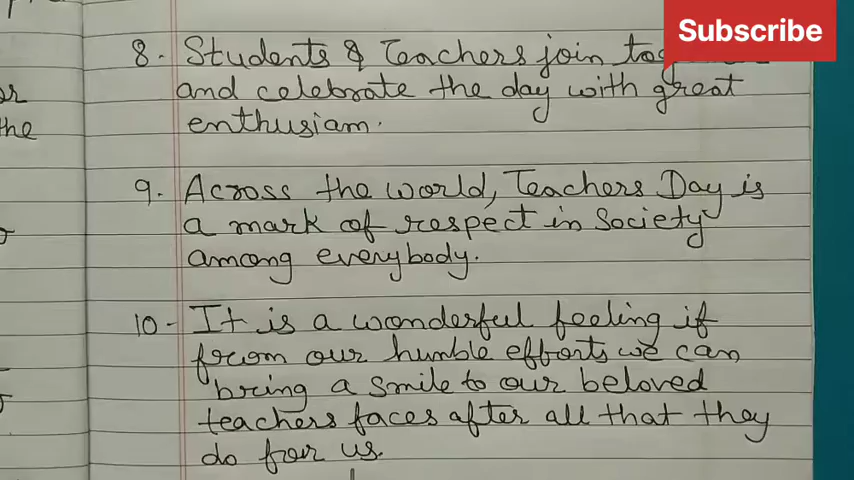 Subscribe
or
the
8. Students & Teachers join
and celebrate the day with great
enthusiam.
9. Across the world, Teachers Day is
a mark of respect in Society
among everybody.
10- It is a wonderful feeling if
from our humble efforts we can
bring a smile to our beloved
teachers faces after all that they
do for us.